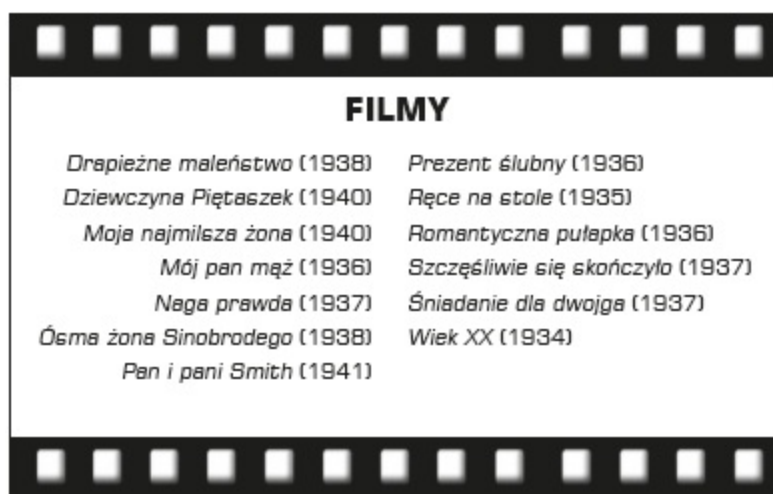 FILMY
Drapieżne maleństwo (1938)
Dziewczyna Piętaszek (1940)
Moja najmilsza żona (1940)
Mój pan mąż (1936)
Naga prawda (1937)
Ósma żona Sinobrodego (1938)
Pan i pani Smith (1941)
Prezent ślubny (1936)
Ręce na stole (1935)
Romantyczna pułapka (1936)
Szczęśliwie się skończyło (1937)
Śniadanie dla dwojga (1937)
Wiek XX (1934)